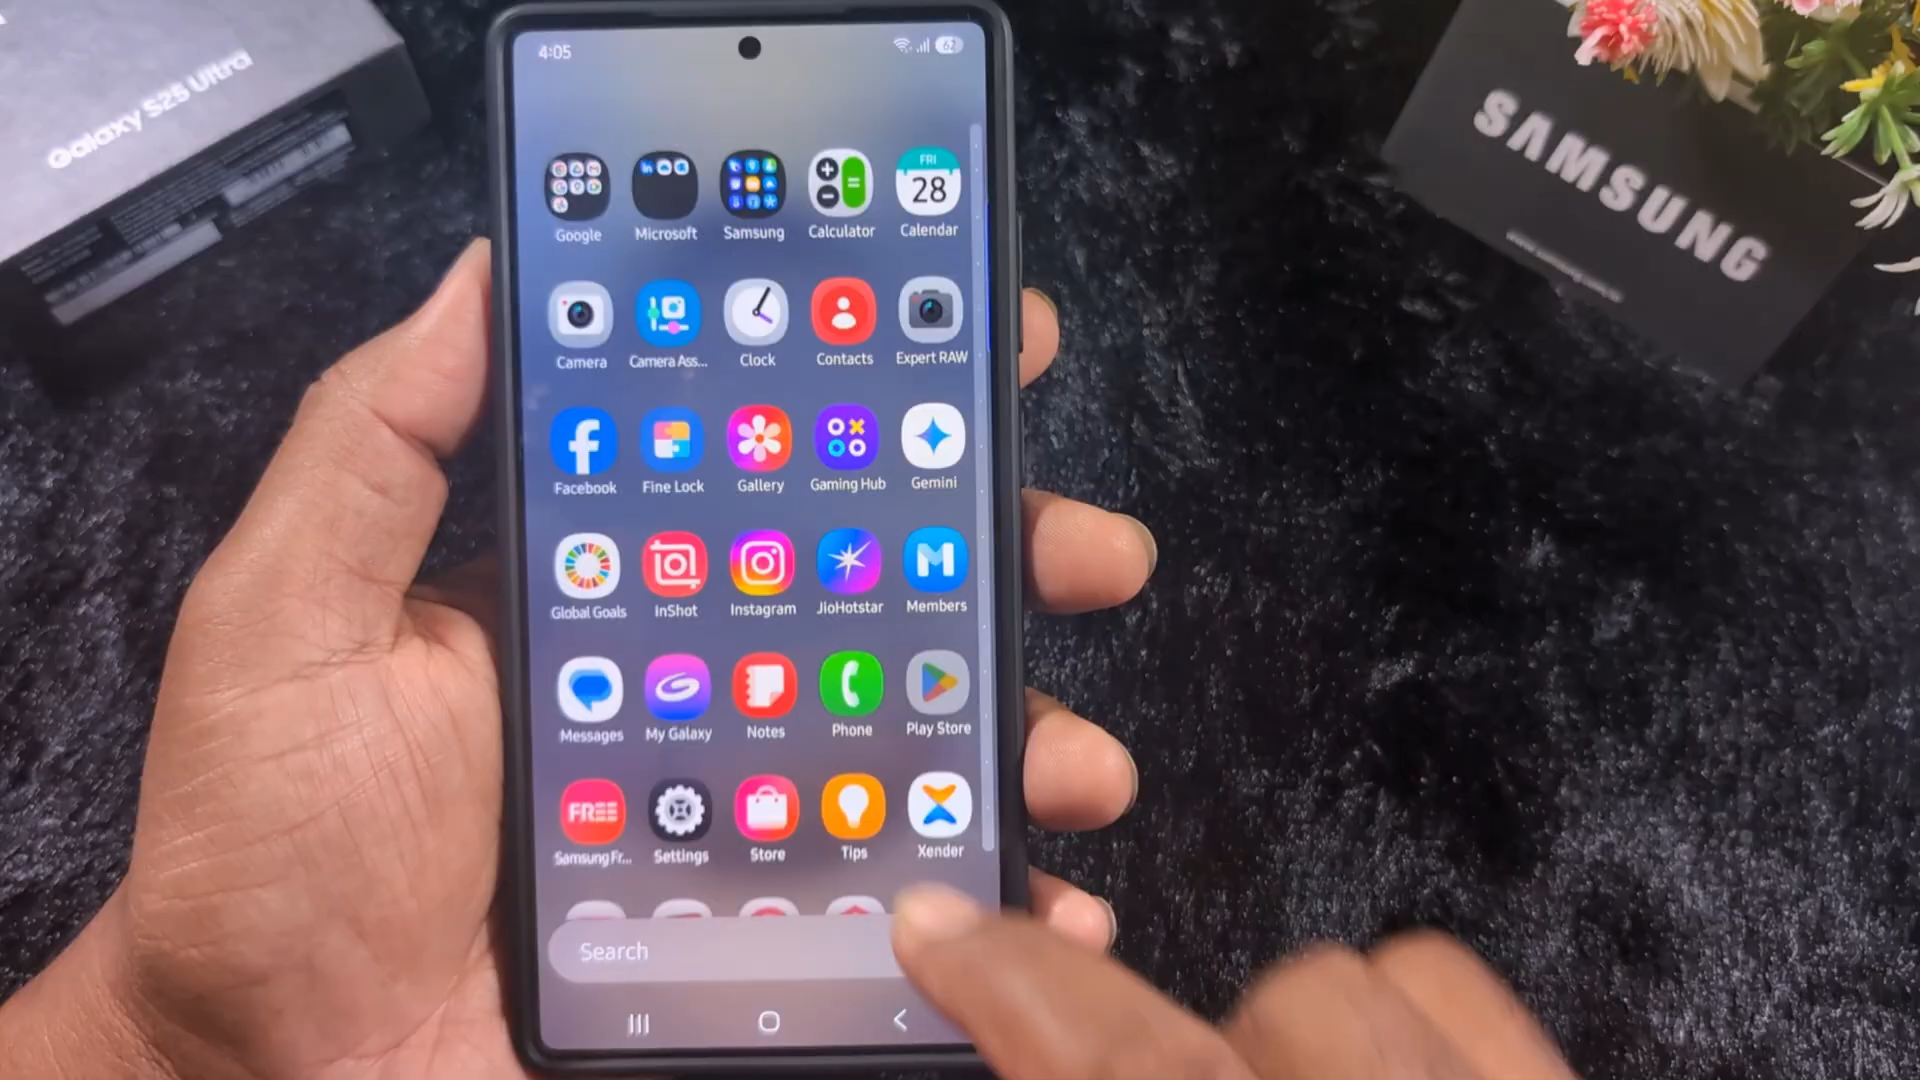 Galaxy S25 Ultra
SAMSUNG
4:05
62
Google
Microsoft
Samsung
Calculator
FRI
28
Calendar
Camera
Camera Ass...
Clock
Contacts
Expert RAW
Facebook
Fine Lock
Gallery
Gaming Hub
Gemini
Global Goals
InShot
Instagram
JioHotstar
Members
Messages
My Galaxy
Notes
Phone
Play Store
FREE
Samsung Fr...
Settings
Store
Tips
Xender
Search